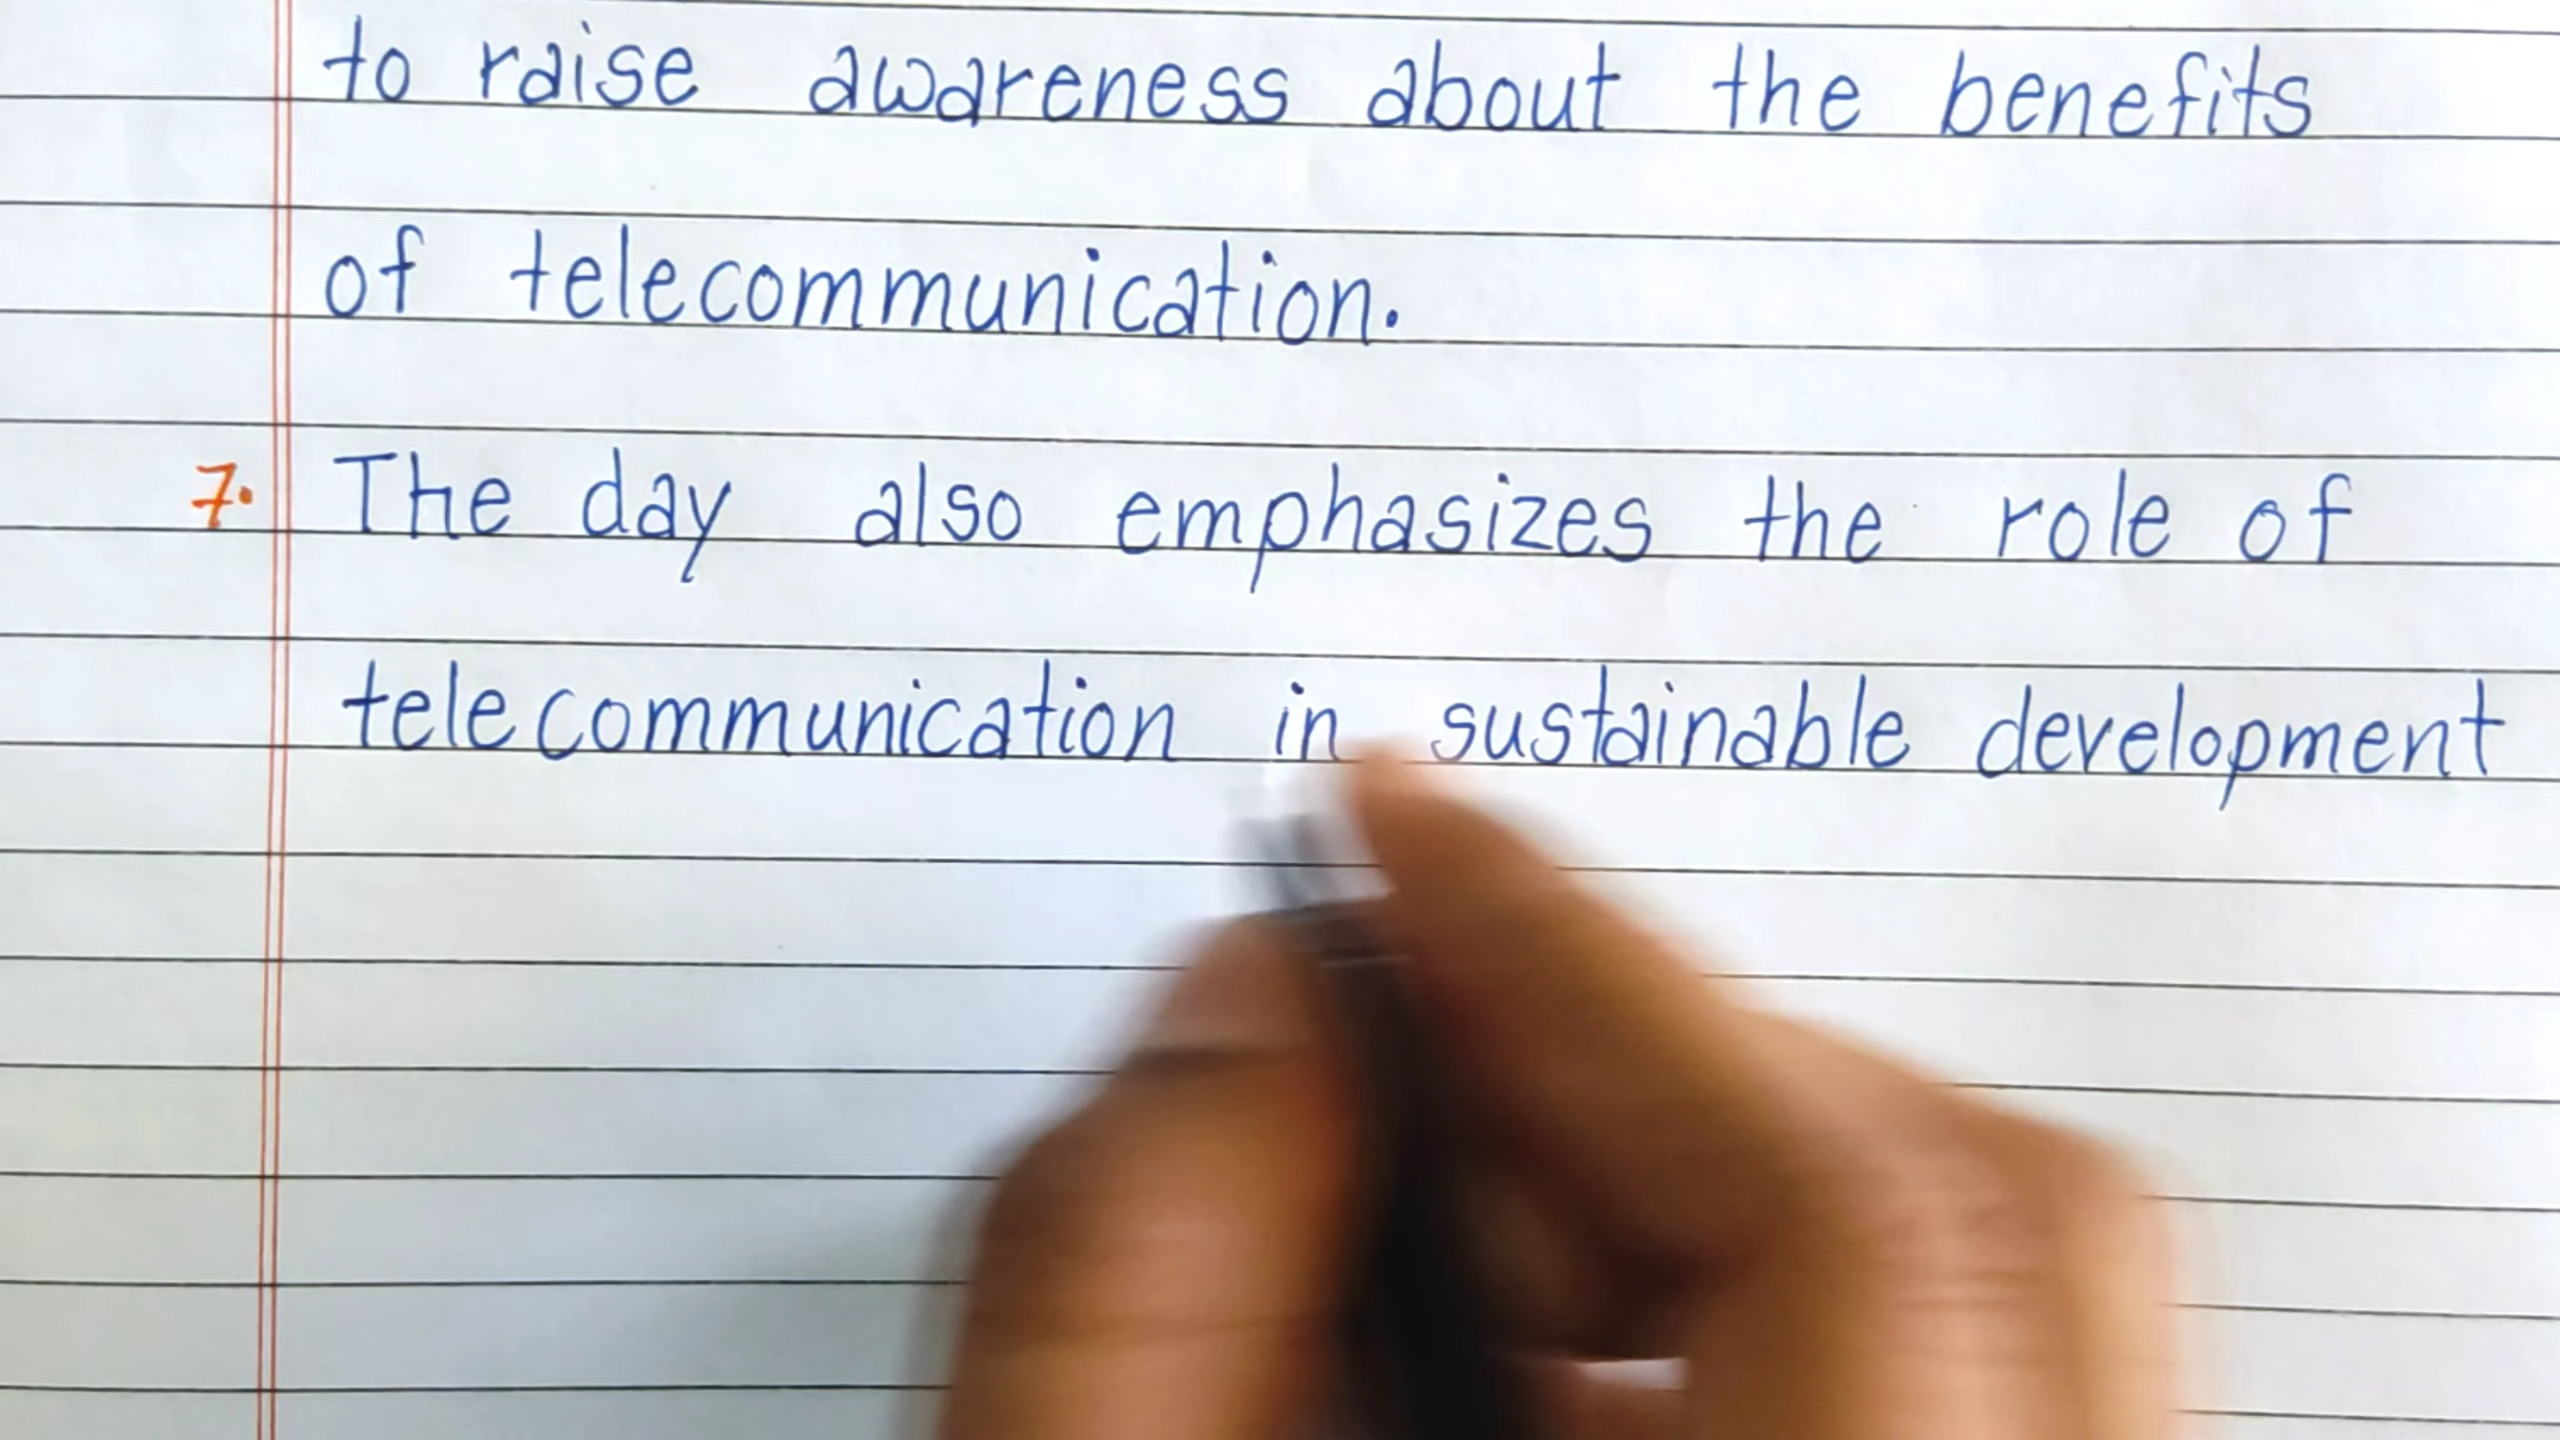 to raise awareness about the benefits
of telecommunication.
7. The day also emphasizes the role of
telecommunication in sustainable development